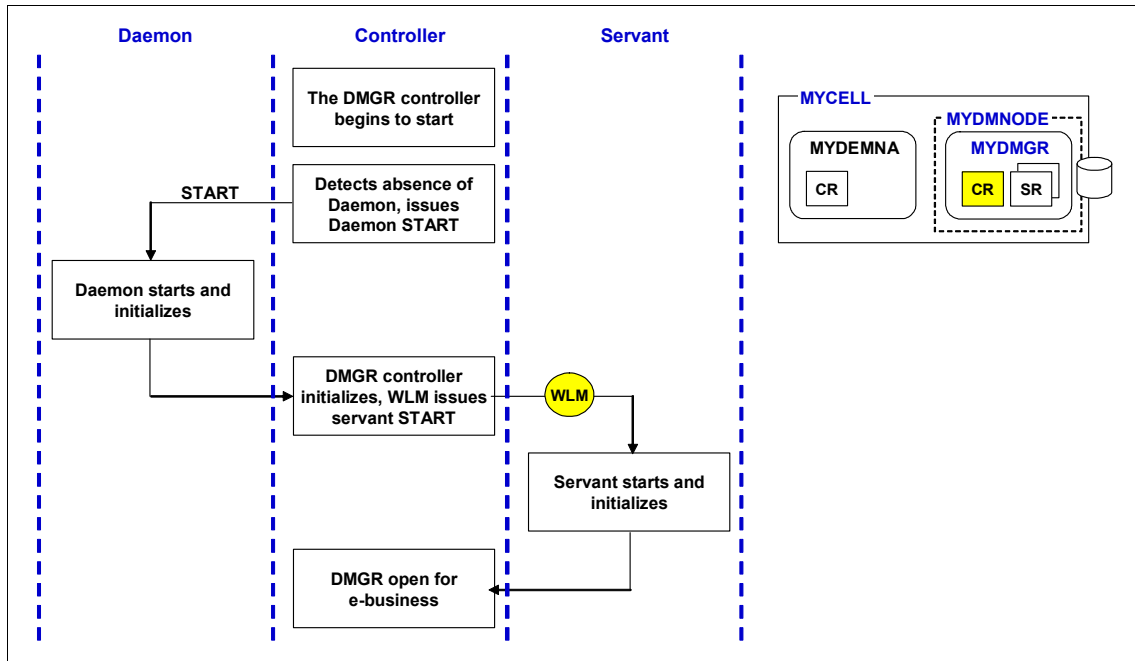 Daemon
Controller
Servant
The DMGR controller
begins to start
START
Detects absence of
Daemon, issues
Daemon START
Daemon starts and
initializes
DMGR controller
initializes, WLM issues
servant START
WLM
Servant starts and
initializes
DMGR open for
e-business
MYCELL
MYDMNODE
MYDEMNA
CR
MYDMGR
CR
SR